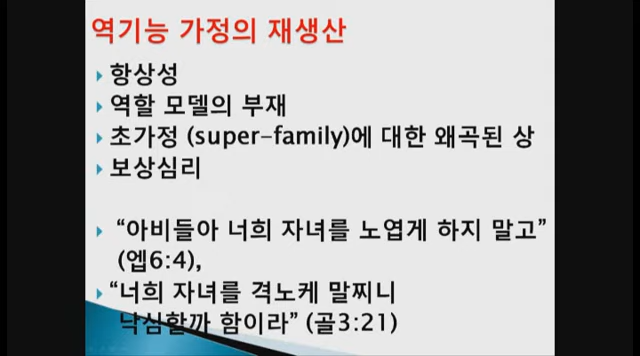 역기능 가정의 재생산
항상성
역할 모델의 부재
초가정 (super-family)에 대한 왜곡된 상
보상심리
“아비들아 너희 자녀를 노엽게 하지 말고”
(엡6:4),
“너희 자녀를 격노케 말찌니
낙심할까 함이라” (골3:21)